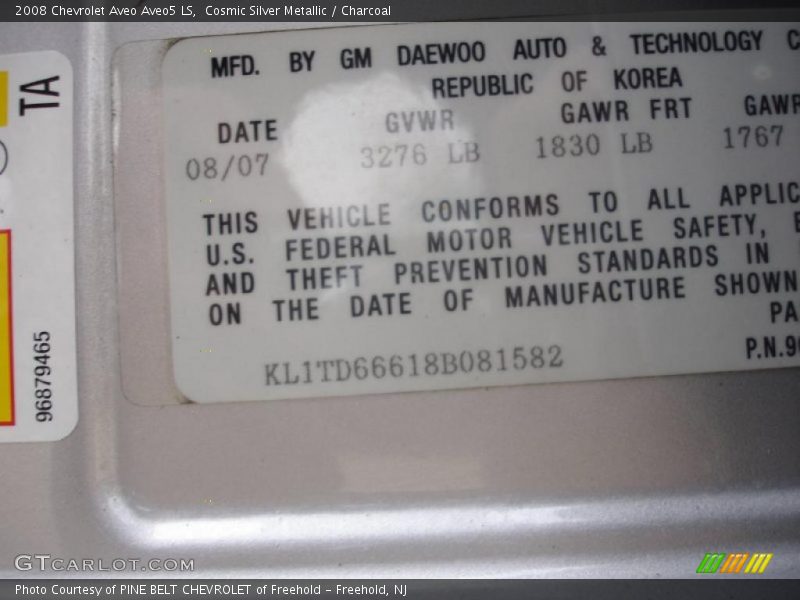 2008 Chevrolet Aveo Aveo5 LS, Cosmic Silver Metallic / Charcoal
TA
96879465
MFD. BY GM DAEWOO AUTO & TECHNOLOGY C
REPUBLIC OF KOREA
DATE GVWR GAWR FRT GAWR
08/07 3276 LB 1830 LB 1767
THIS VEHICLE CONFORMS TO ALL APPLIC
U.S. FEDERAL MOTOR VEHICLE SAFETY,
AND THEFT PREVENTION STANDARDS IN
ON THE DATE OF MANUFACTURE SHOWN
PA
KL1TD66618B081582 P.N.9
GTCARLOT.COM
Photo Courtesy of PINE BELT CHEVROLET of Freehold - Freehold, NJ